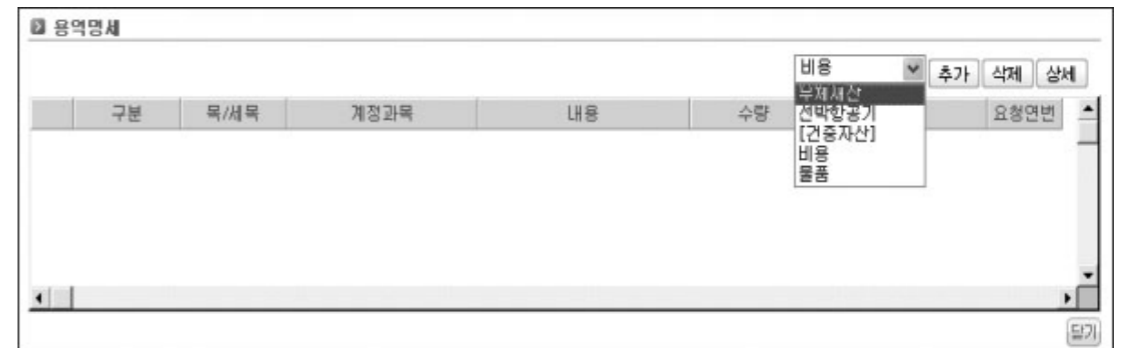 용역명세
비용 추가 삭제 상세
구분 목/세목 계정과목 내용 수량 요청연번
무체재산
선박항공기
[건중자산]
비용
물품
닫기